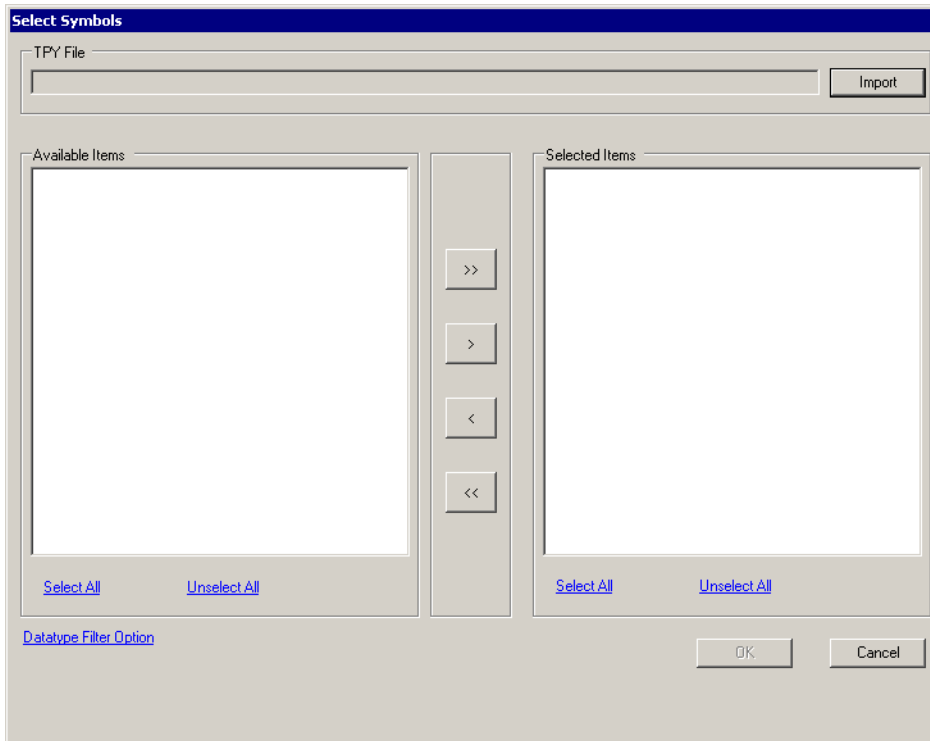 Select Symbols
TPY File
Import
Available Items
Selected Items
>>
>
<
<<
Select All Unselect All
Select All Unselect All
Datatype Filter Option
OK Cancel